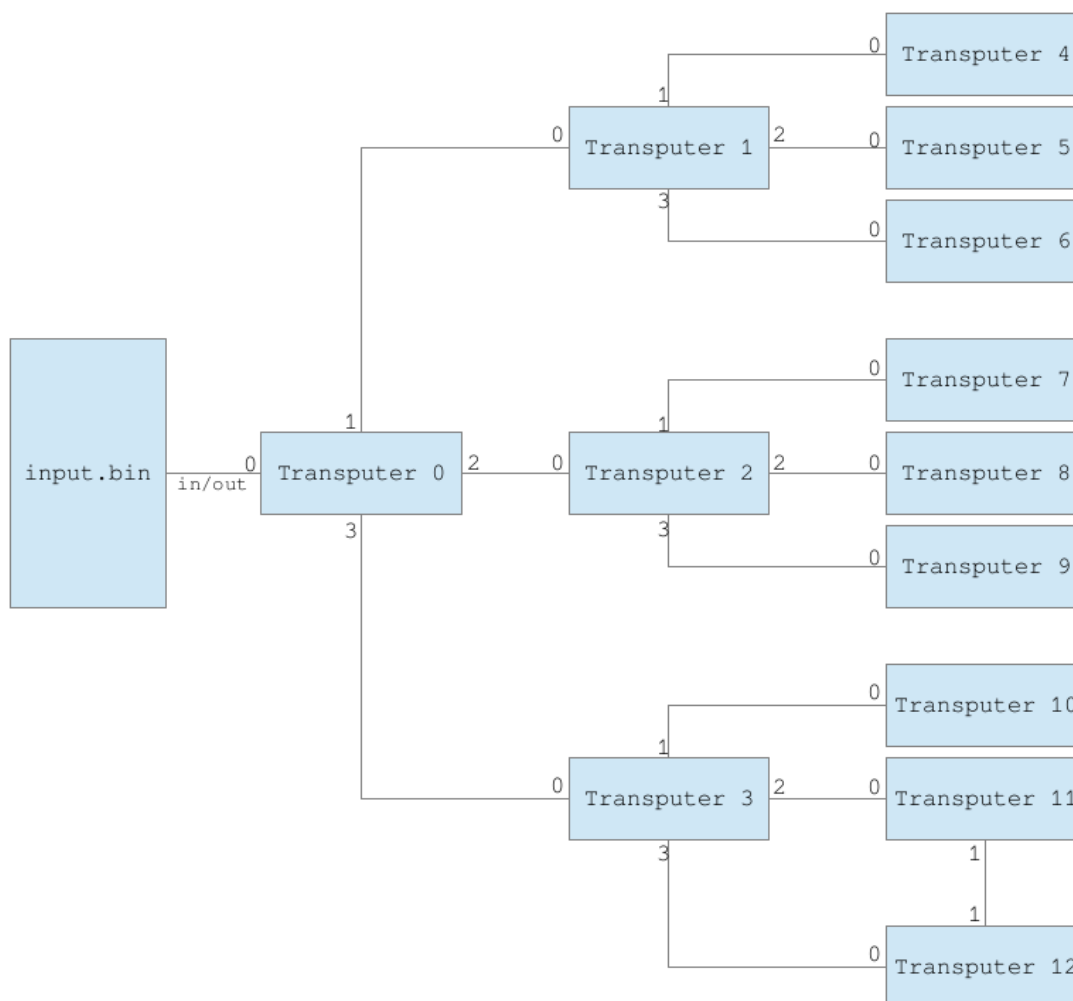 0 Transputer 4
1
0 Transputer 1 2 0 Transputer 5
3
0 Transputer 6
0 Transputer 7
1 1
input.bin 0 Transputer 0 2 0 Transputer 2 2 0 Transputer 8
in/out
3 3
0 Transputer 9
0 Transputer 10
1
0 Transputer 3 2 0 Transputer 11
3 1
1
0 Transputer 12